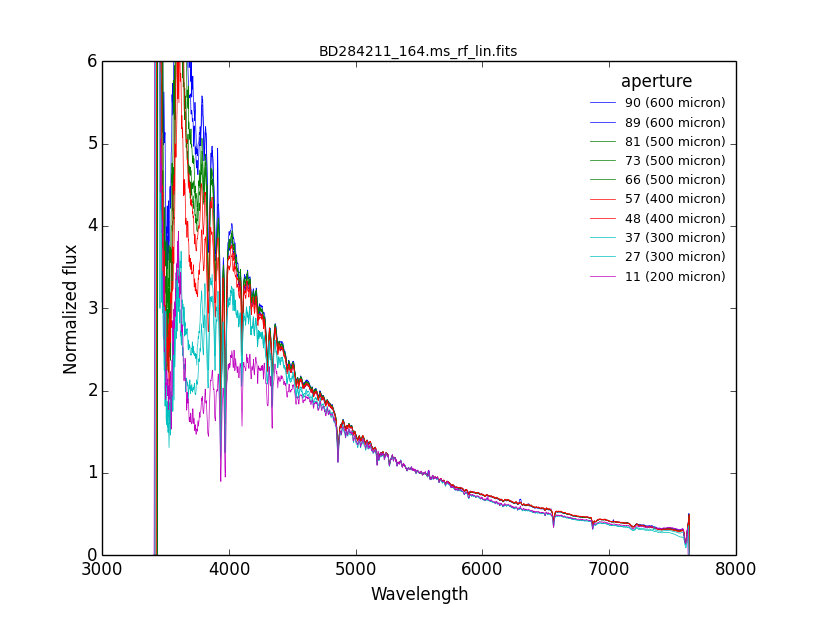 BD284211_164.ms_rf_lin.fits
6
5
4
3
2
1
0
Normalized flux
aperture
90 (600 micron)
89 (600 micron)
81 (500 micron)
73 (500 micron)
66 (500 micron)
57 (400 micron)
48 (400 micron)
37 (300 micron)
27 (300 micron)
11 (200 micron)
3000 4000 5000 6000 7000 8000
Wavelength